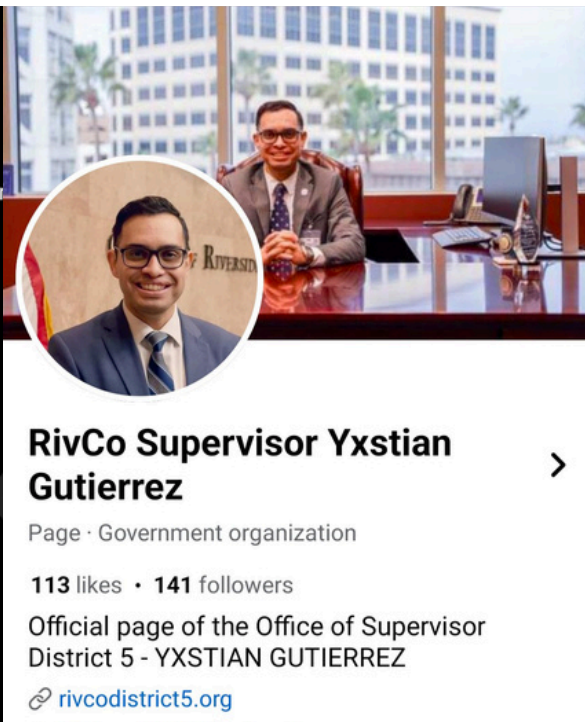 RIVERSID
RivCo Supervisor Yxstian
Gutierrez
Page · Government organization
113 likes • 141 followers
Official page of the Office of Supervisor
District 5 - YXSTIAN GUTIERREZ
rivcodistrict5.org